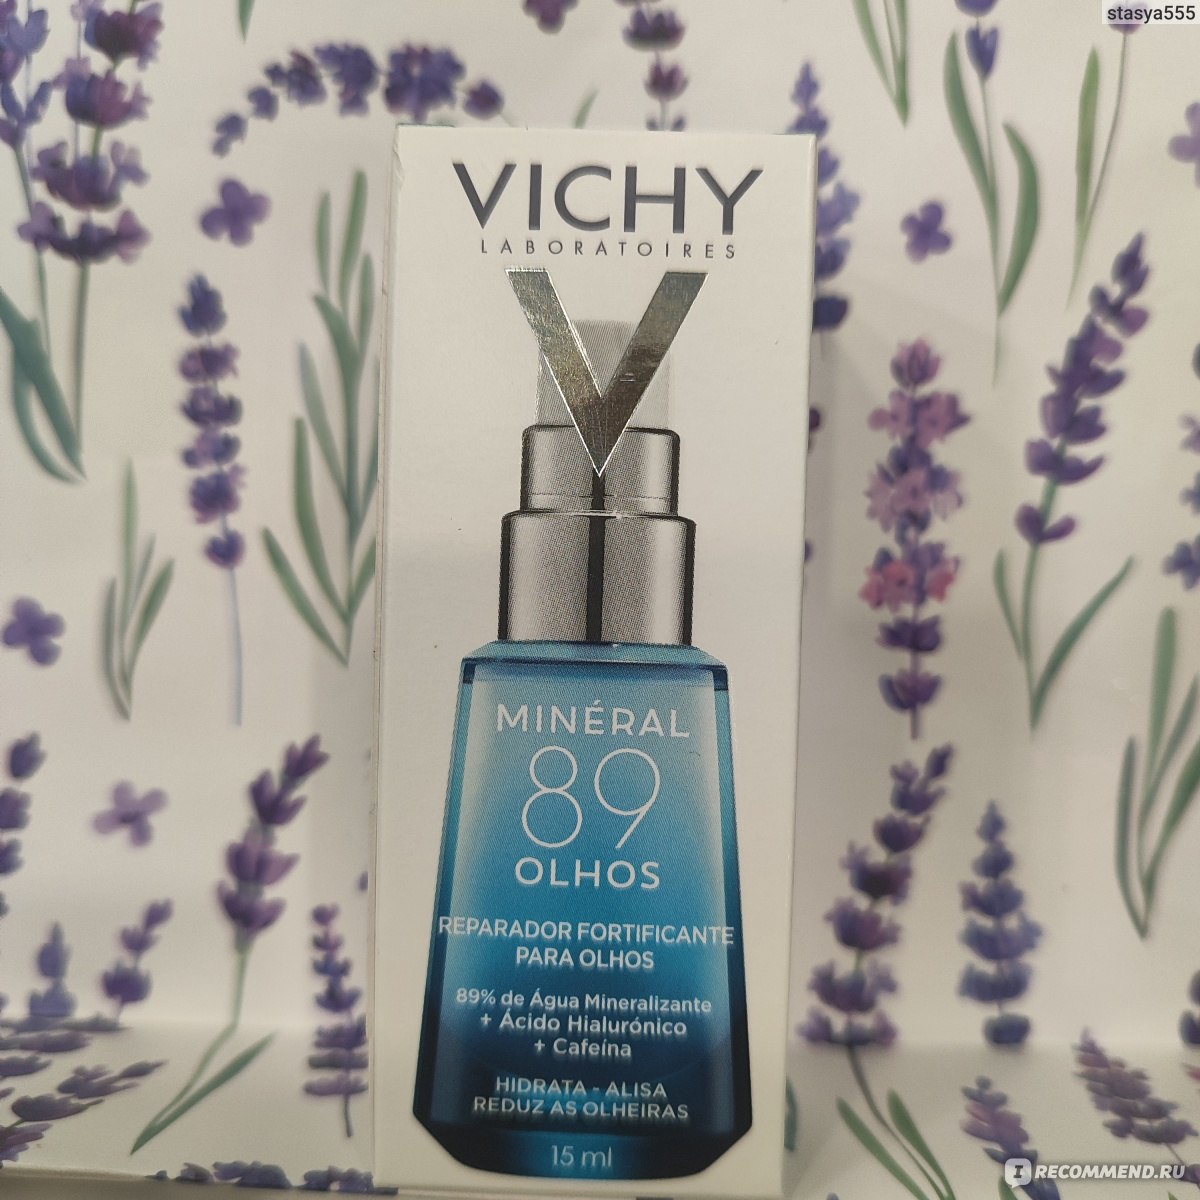 stasya555
VICHY
LABORATOIRES
MINÉRAL
89
OLHOS
REPARADOR FORTIFICANTE
PARA OLHOS
89% de Água Mineralizante
+ Ácido Hialurónico
+ Cafeína
HIDRATA - ALISA
REDUZ AS OLHEIRAS
15 ml
IRECOMMEND.RU